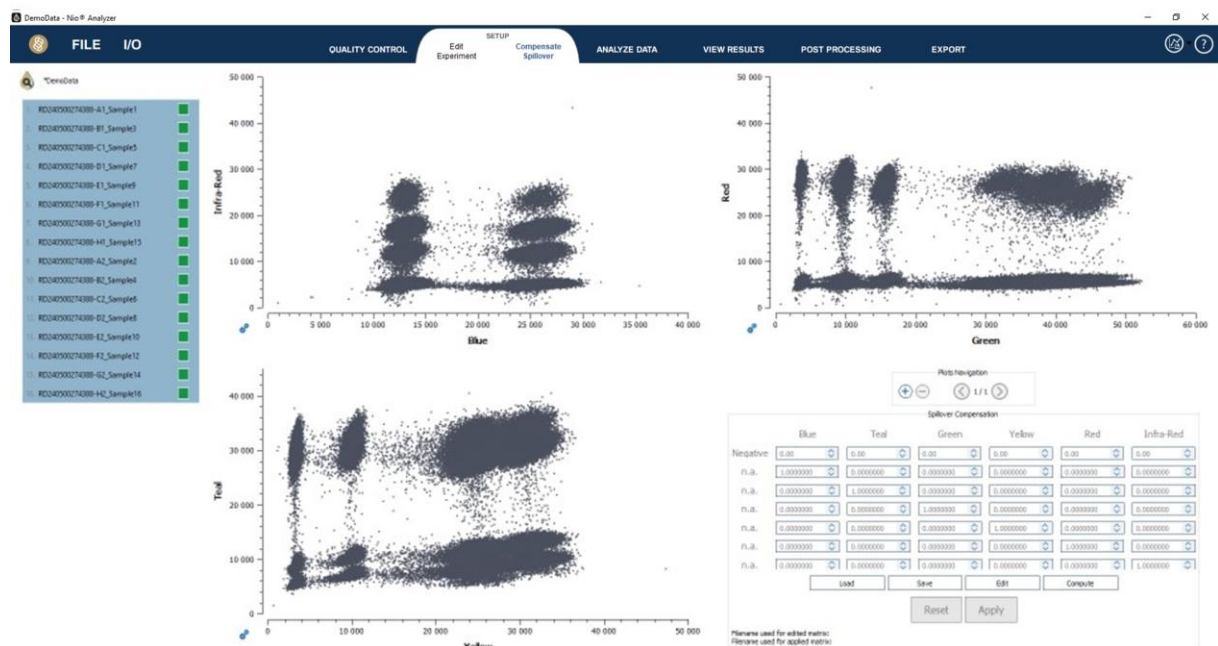 DemoData - Nio® Analyzer
FILE I/O
QUALITY CONTROL
SETUP
Edit Experiment
Compensate Spillover
ANALYZE DATA
VIEW RESULTS
POST PROCESSING
EXPORT
?
*DemoData
RD240500274388-A1_Sample1
RD240500274388-B1_Sample3
RD240500274388-C1_Sample5
RD240500274388-D1_Sample7
RD240500274388-E1_Sample9
RD240500274388-F1_Sample11
RD240500274388-G1_Sample13
RD240500274388-H1_Sample15
RD240500274388-A2_Sample2
RD240500274388-B2_Sample4
RD240500274388-C2_Sample6
RD240500274388-D2_Sample8
RD240500274388-E2_Sample10
RD240500274388-F2_Sample12
RD240500274388-G2_Sample14
RD240500274388-H2_Sample16
50 000
40 000
30 000
20 000
10 000
0
Infra-Red
0 5 000 10 000 15 000 20 000 25 000 30 000 35 000 40 000
Blue
50 000
40 000
30 000
20 000
10 000
0
Red
0 10 000 20 000 30 000 40 000 50 000 60 000
Green
40 000
30 000
20 000
10 000
0
Teal
0 10 000 20 000 30 000 40 000 50 000
Yellow
Plots Navigation
1/1
Spillover Compensation
Blue Teal Green Yellow Red Infra-Red
Negative 0.00 0.00 0.00 0.00 0.00 0.00
n.a. 1.0000000 0.0000000 0.0000000 0.0000000 0.0000000 0.0000000
n.a. 0.0000000 1.0000000 0.0000000 0.0000000 0.0000000 0.0000000
n.a. 0.0000000 0.0000000 1.0000000 0.0000000 0.0000000 0.0000000
n.a. 0.0000000 0.0000000 0.0000000 1.0000000 0.0000000 0.0000000
n.a. 0.0000000 0.0000000 0.0000000 0.0000000 1.0000000 0.0000000
n.a. 0.0000000 0.0000000 0.0000000 0.0000000 0.0000000 1.0000000
Load Save Edit Compute
Reset Apply
Filename used for edited matrix:
Filename used for applied matrix: